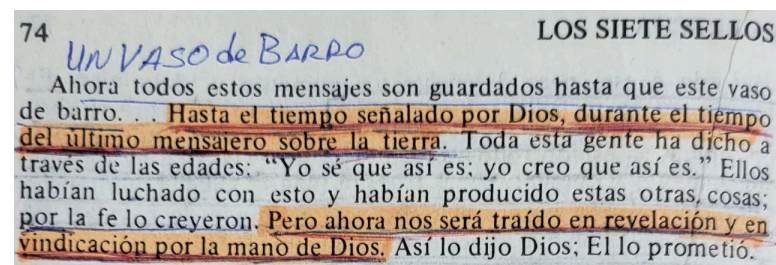 74 LOS SIETE SELLOS
UN VASO de BARRO
Ahora todos estos mensajes son guardados hasta que este vaso
de barro. . . Hasta el tiempo señalado por Dios, durante el tiempo
del último mensajero sobre la tierra. Toda esta gente ha dicho a
través de las edades: “Yo sé que así es; yo creo que así es.” Ellos
habían luchado con esto y habían producido estas otras cosas;
por la fe lo creyeron. Pero ahora nos será traído en revelación y en
vindicación por la mano de Dios. Así lo dijo Dios; El lo prometió.